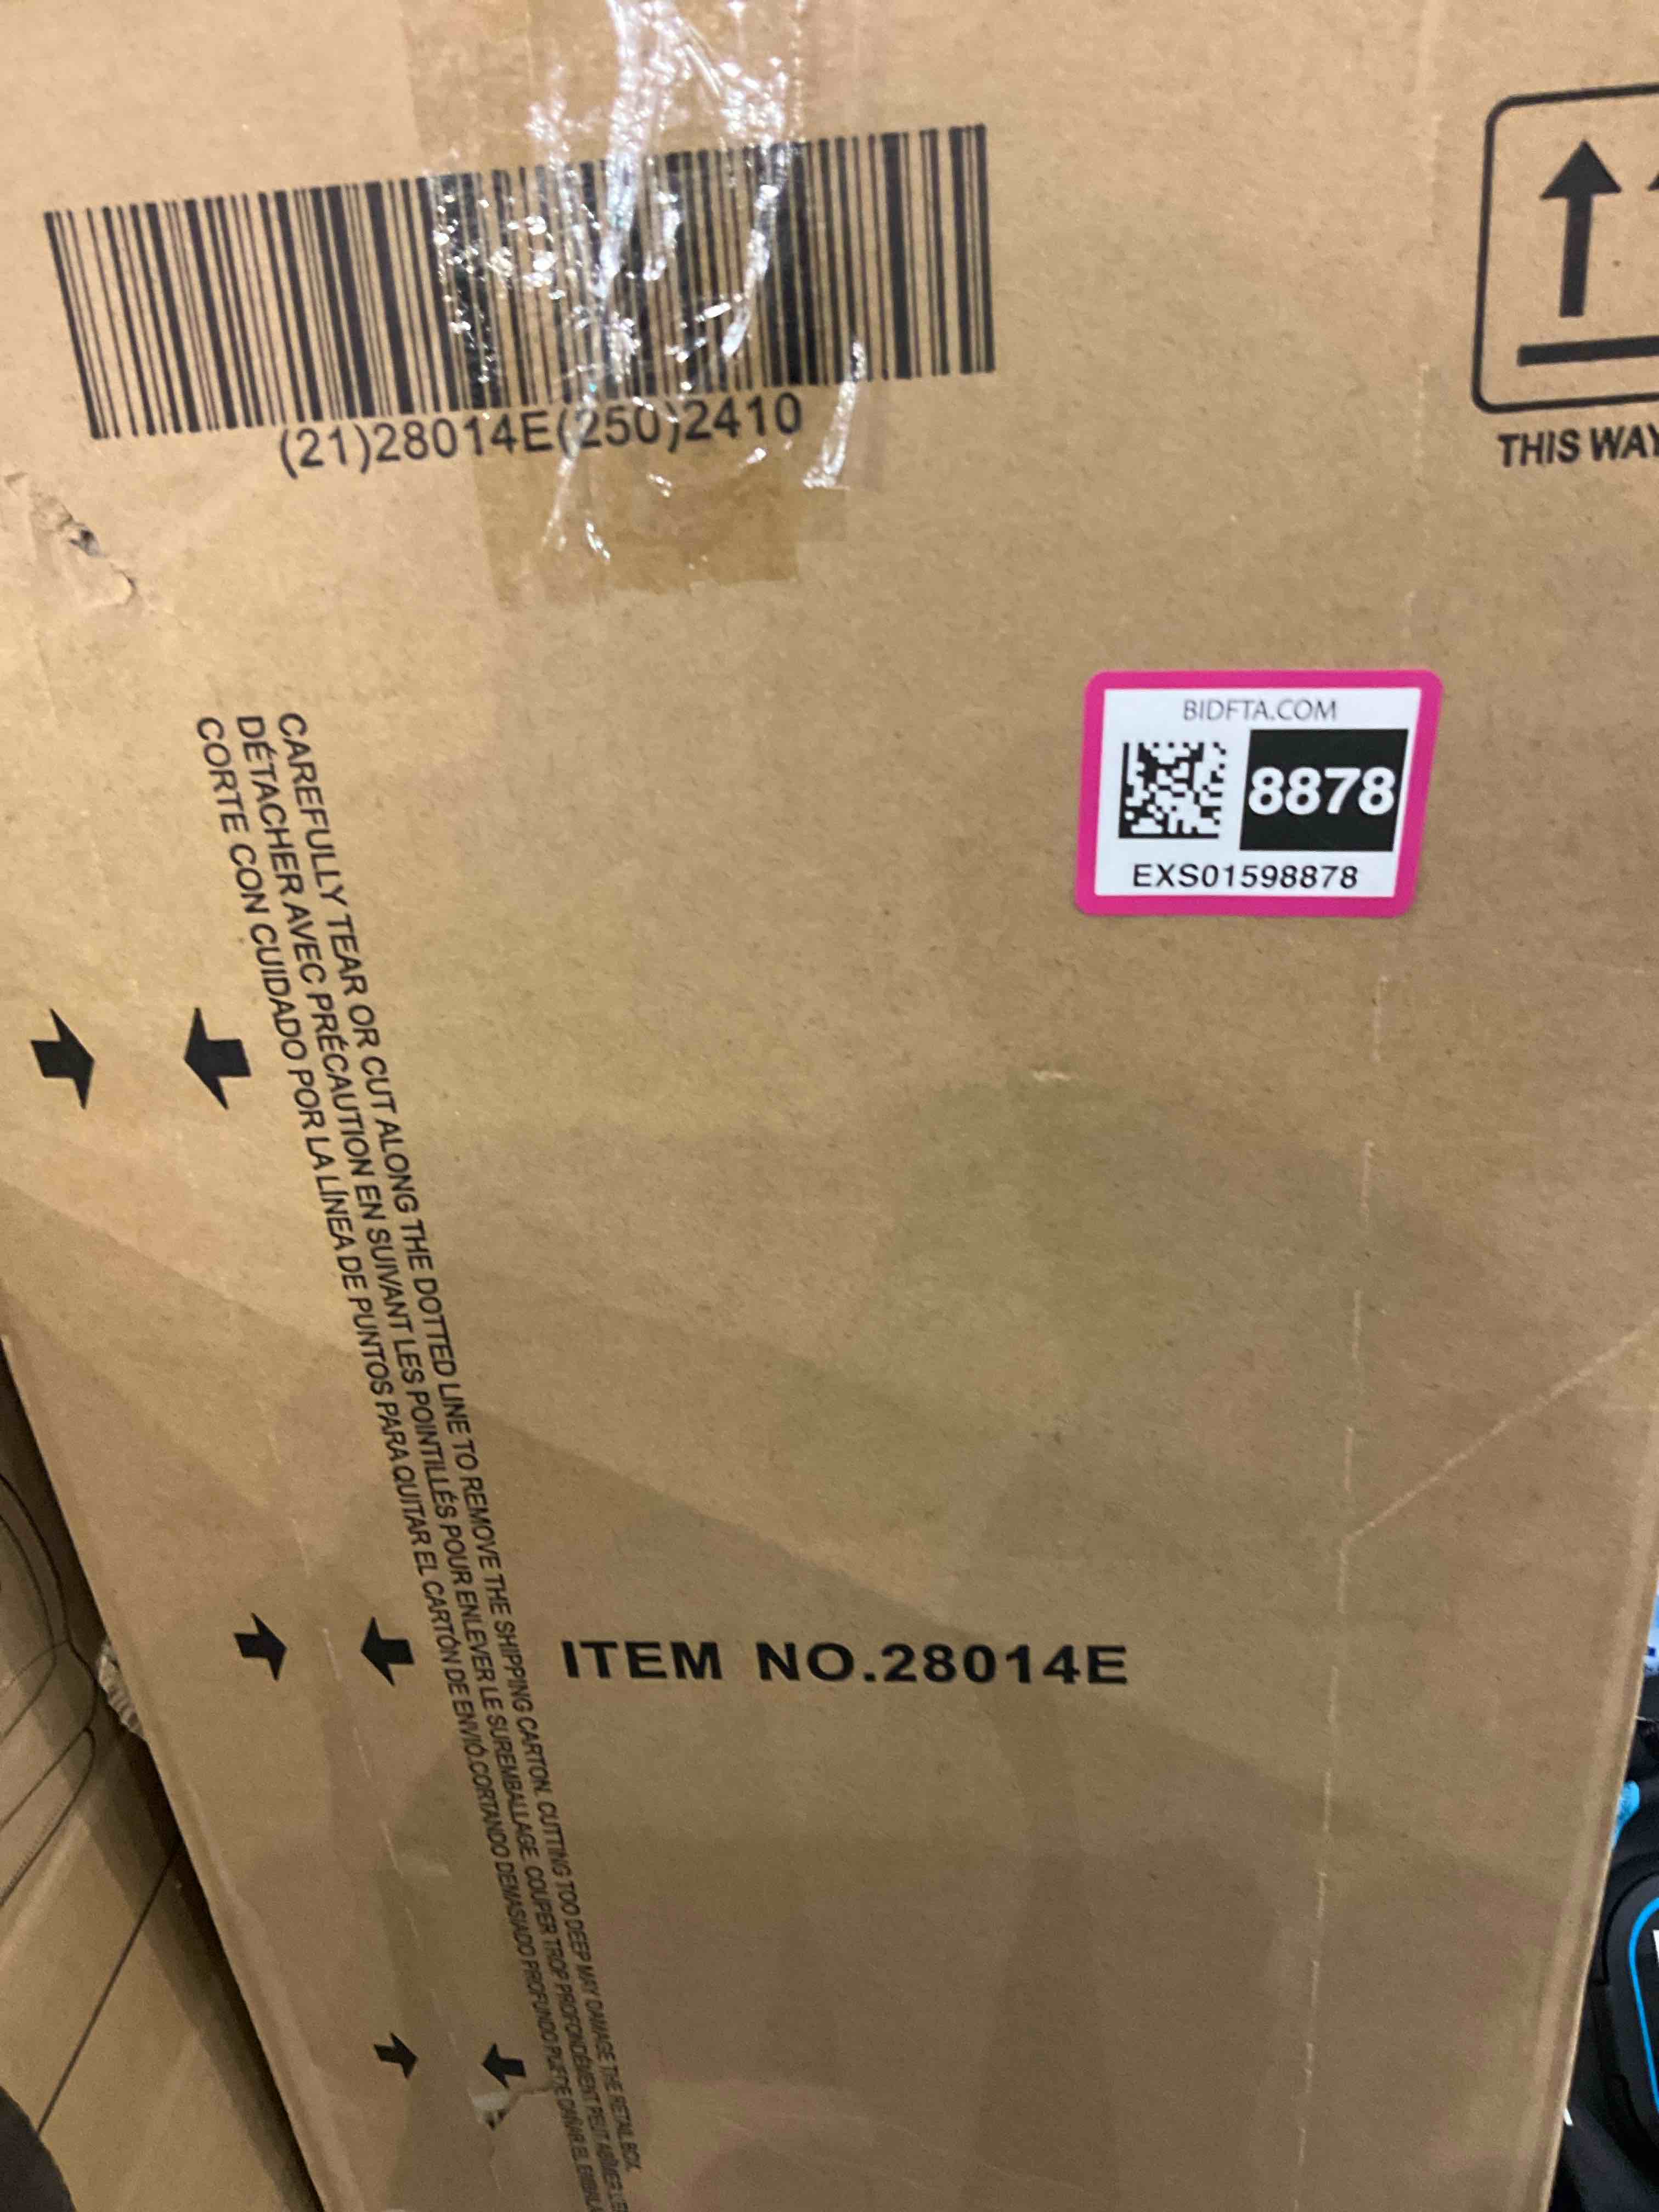 (21)28014E(250)2410
THIS WAY
BIDFTA.COM
8878
EXS01598878
CAREFULLY TEAR OR CUT ALONG THE DOTTED LINE TO REMOVE THE SHIPPING CARTON. CUTTING TOO DEEP MAY DAMAGE THE RETAIL BOX.
DÉTACHER AVEC PRÉCAUTION EN SUIVANT LES POINTILLÉS POUR ENLEVER LE SUREMBALLAGE. COUPER TROP PROFONDÉMENT PEUT ABÎMER
CORTE CON CUIDADO POR LA LÍNEA DE PUNTOS PARA QUITAR EL CARTÓN DE ENVIÓ.CORTANDO DEMASIADO PROFUNDO PUEDE DAÑAR EL
ITEM NO.28014E